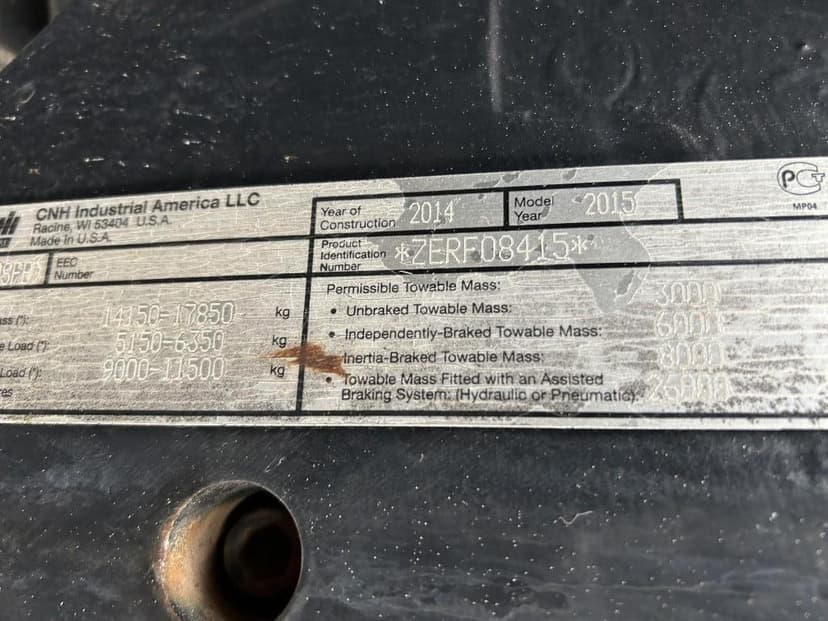 CNH Industrial America LLC
Racine, WI 53404 U.S.A.
Made in U.S.A.
EEC
Number
14150-17850 kg
5150-6350 kg
Load (*): 9000-11500 kg
Year of
Construction 2014
Model
Year 2015
Product
Identification
Number *ZERF08415*
Permissible Towable Mass:
• Unbraked Towable Mass: 3000
• Independently-Braked Towable Mass: 6000
Inertia-Braked Towable Mass: 8000
• Towable Mass Fitted with an Assisted
Braking System: (Hydraulic or Pneumatic):
PCT
MP04